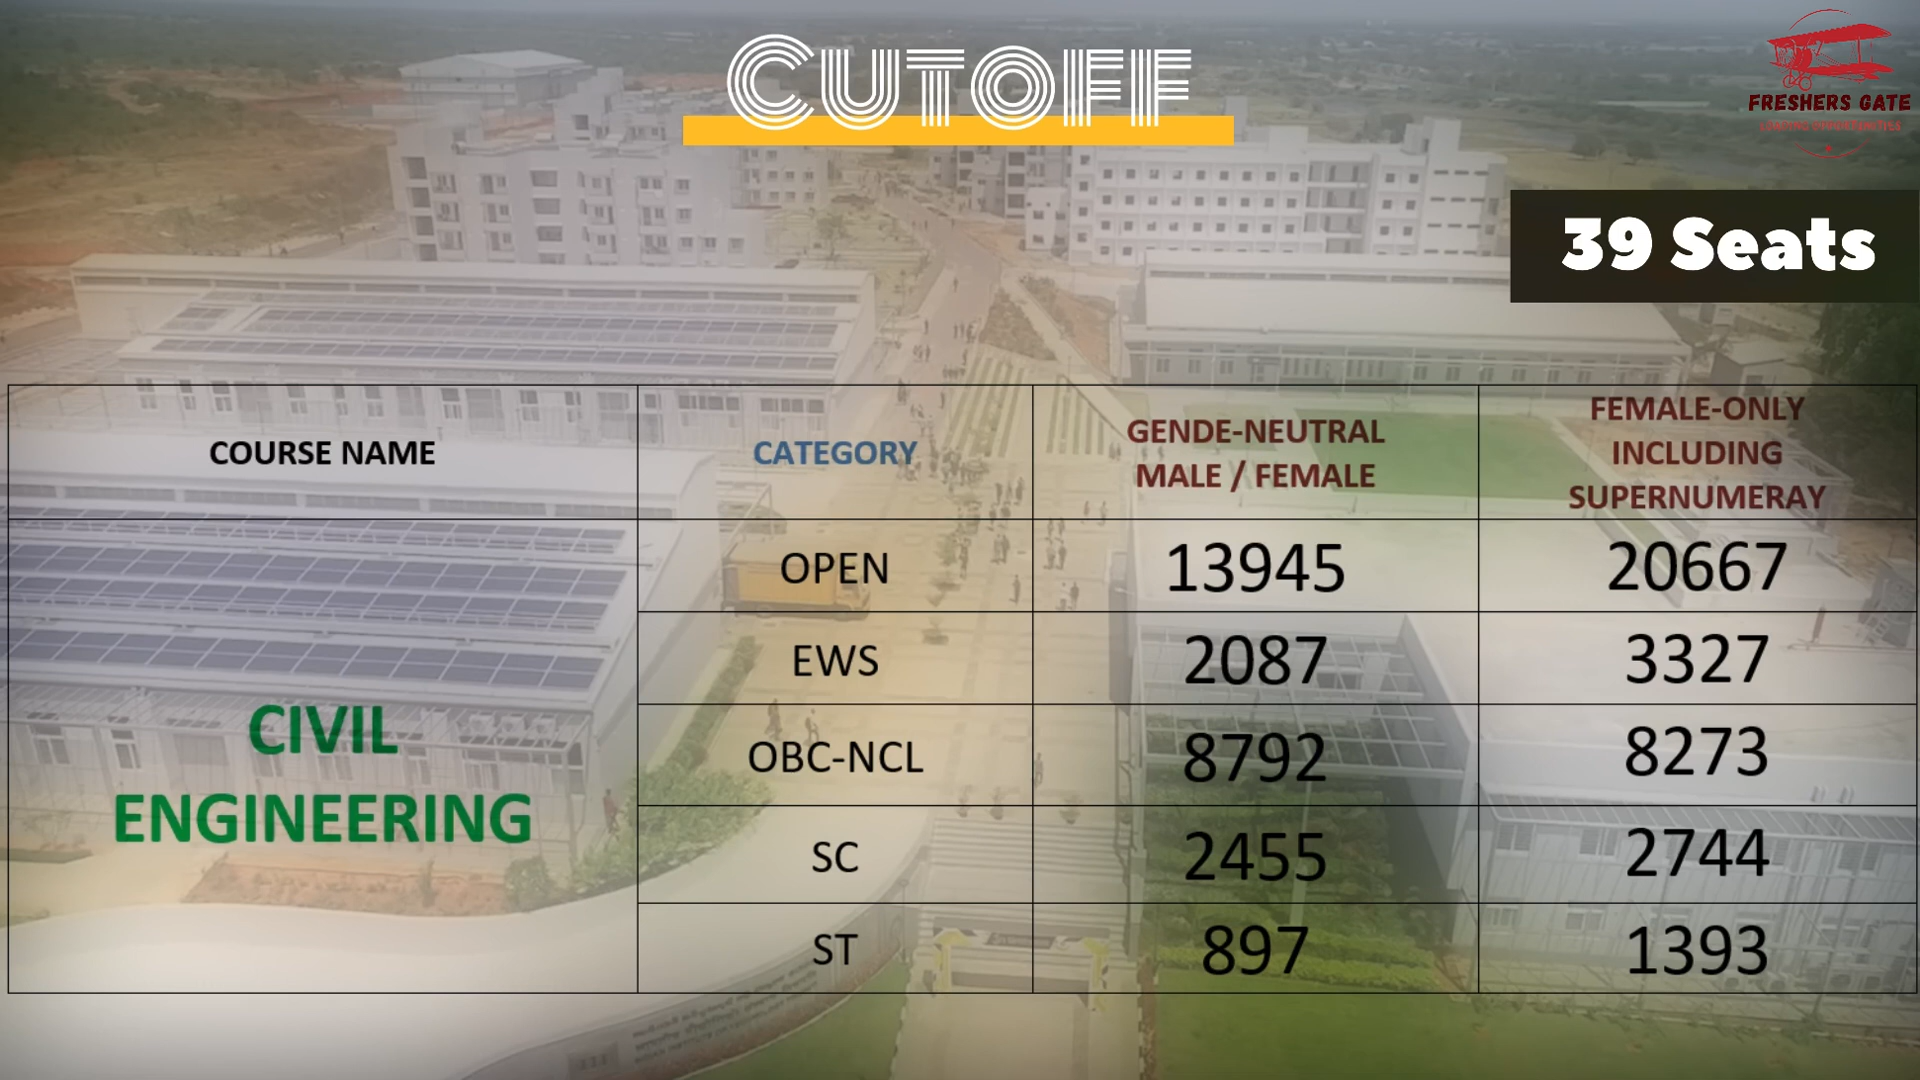 CUTOFF
FRESHERS GATE
39 Seats
COURSE NAME
CATEGORY
GENDE-NEUTRAL
MALE / FEMALE
FEMALE-ONLY
INCLUDING
SUPERNUMERAY
CIVIL
ENGINEERING
OPEN
13945
20667
EWS
2087
3327
OBC-NCL
8792
8273
SC
2455
2744
ST
897
1393